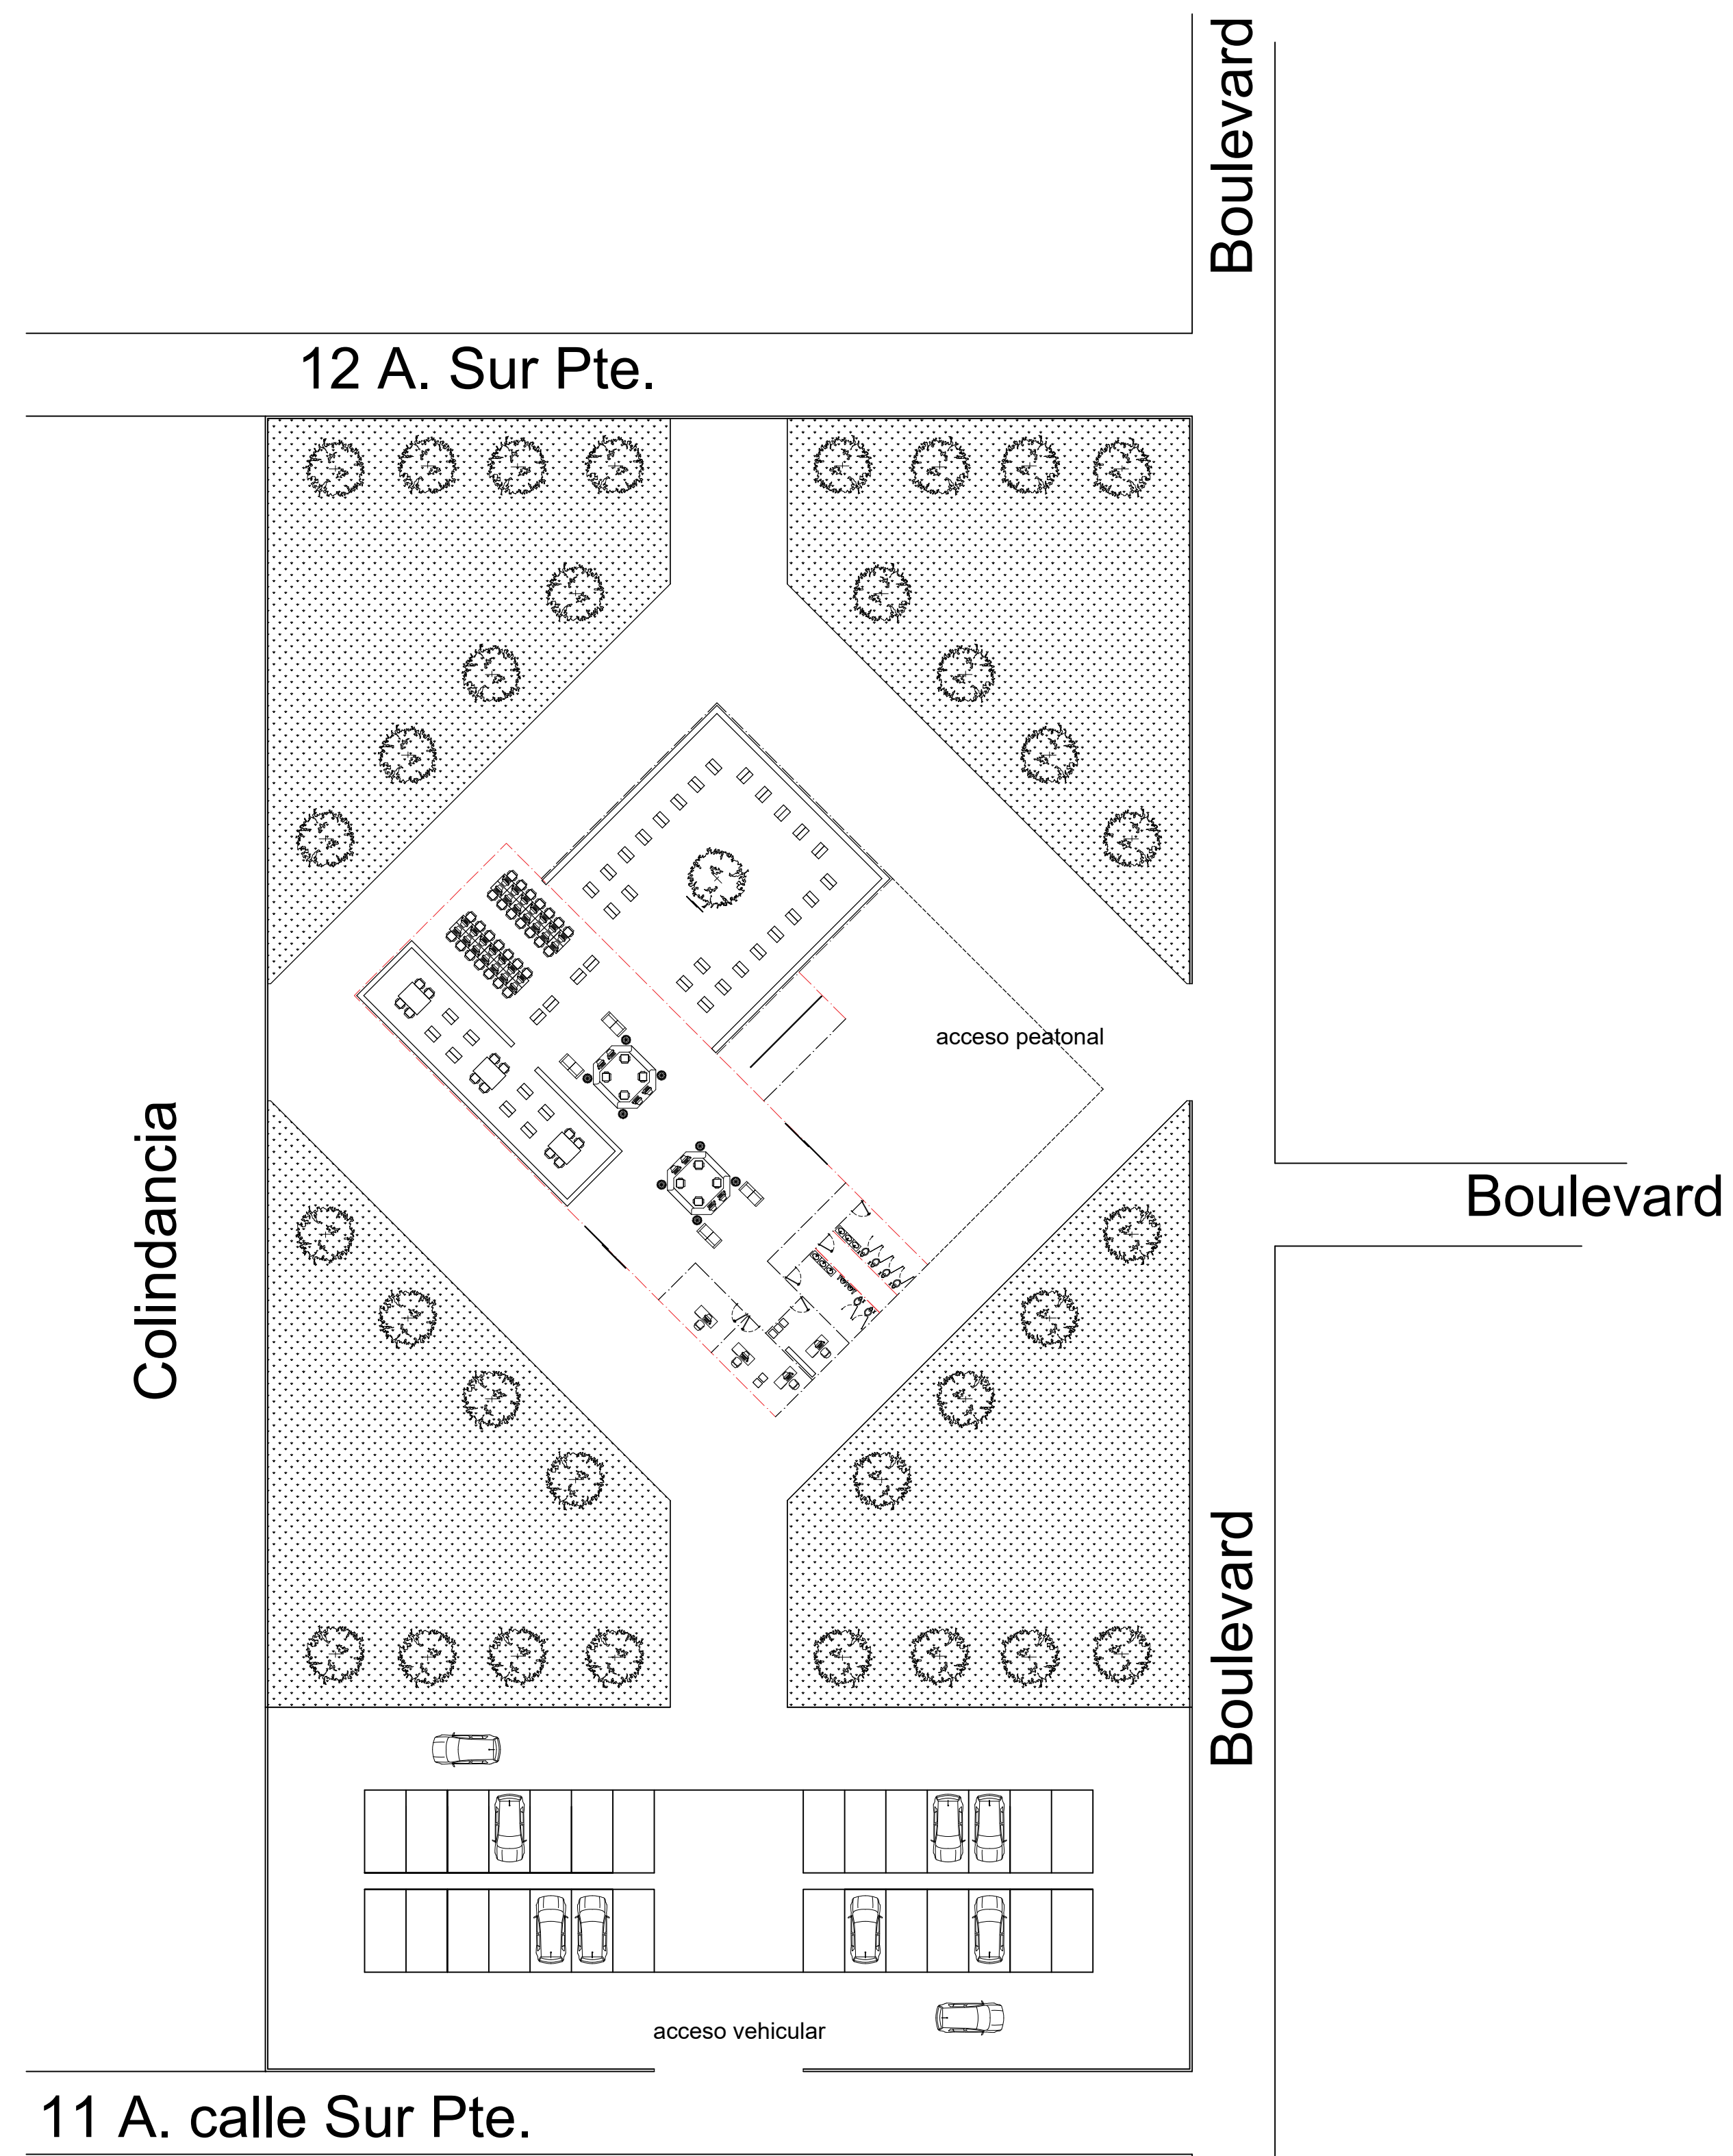 Boulevard
12 A. Sur Pte.
acceso peatonal
Colindancia
Boulevard
Boulevard
acceso vehicular
11 A. calle Sur Pte.